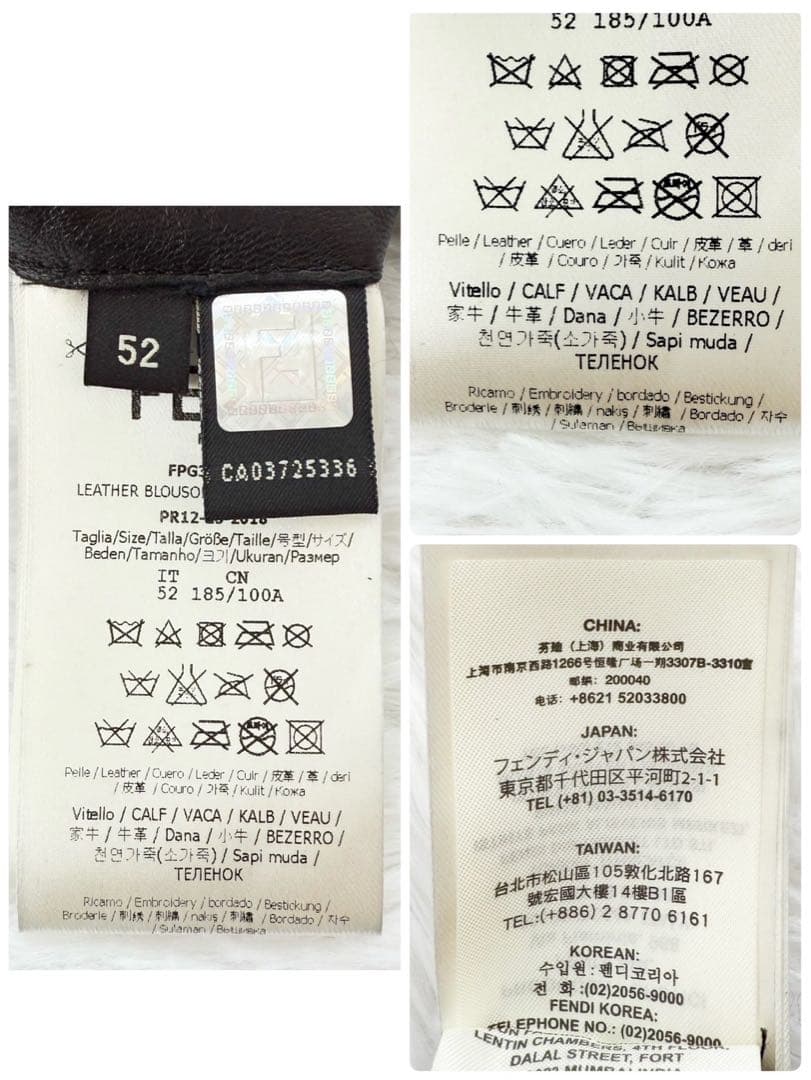 52
CA03725336
FPG3
LEATHER BLOUSO
PR12-
2018
Taglia/Size/Talla/Größe/Taille/号型/サイズ/
Beden/Tamanho/크기/Ukuran/Размер
IT CN
52 185/100A
Pelle / Leather / Cuero / Leder / Cuir / 皮革 / 革 / deri
/ 皮革 / Couro / 가죽 / Kulit / Кожа
Vitello / CALF / VACA / KALB / VEAU /
家牛 / 牛革 / Dana / 小牛 / BEZERRO /
천연가죽(소가죽) / Sapi muda /
ТЕЛЕНОК
Ricamo / Embroidery / bordado / Bestickung /
Broderie / 刺绣 / 刺繍 / nakiş / 刺繡 / Bordado / 자수
/ Sulaman / Вышивка
52 185/100A
Pelle / Leather / Cuero / Leder / Cuir / 皮革 / 革 / deri
/ 皮革 / Couro / 가죽 / Kulit / Кожа
Vitello / CALF / VACA / KALB / VEAU /
家牛 / 牛革 / Dana / 小牛 / BEZERRO /
천연가죽(소가죽) / Sapi muda /
ТЕЛЕНОК
Ricamo / Embroidery / bordado / Bestickung /
Broderie / 刺绣 / 刺繍 / nakiş / 刺繡 / Bordado / 자수
/ Sulaman / Вышивка
CHINA:
芬迪（上海）商业有限公司
上海市南京西路1266号恒隆广场一期3307B-3310室
邮编：200040
电话：+8621 52033800
JAPAN:
フェンディ・ジャパン株式会社
東京都千代田区平河町2-1-1
TEL (+81) 03-3514-6170
TAIWAN:
台北市松山區105敦化北路167
號宏國大樓14樓B1區
TEL:(+886) 2 8770 6161
KOREAN:
수입원 : 펜디코리아
전 화 :(02)2056-9000
FENDI KOREA:
TELEPHONE NO.: (02)2056-9000
LENTIN CHAMBERS, 4TH FLOOR,
DALAL STREET, FORT
MUMBAI INDIA